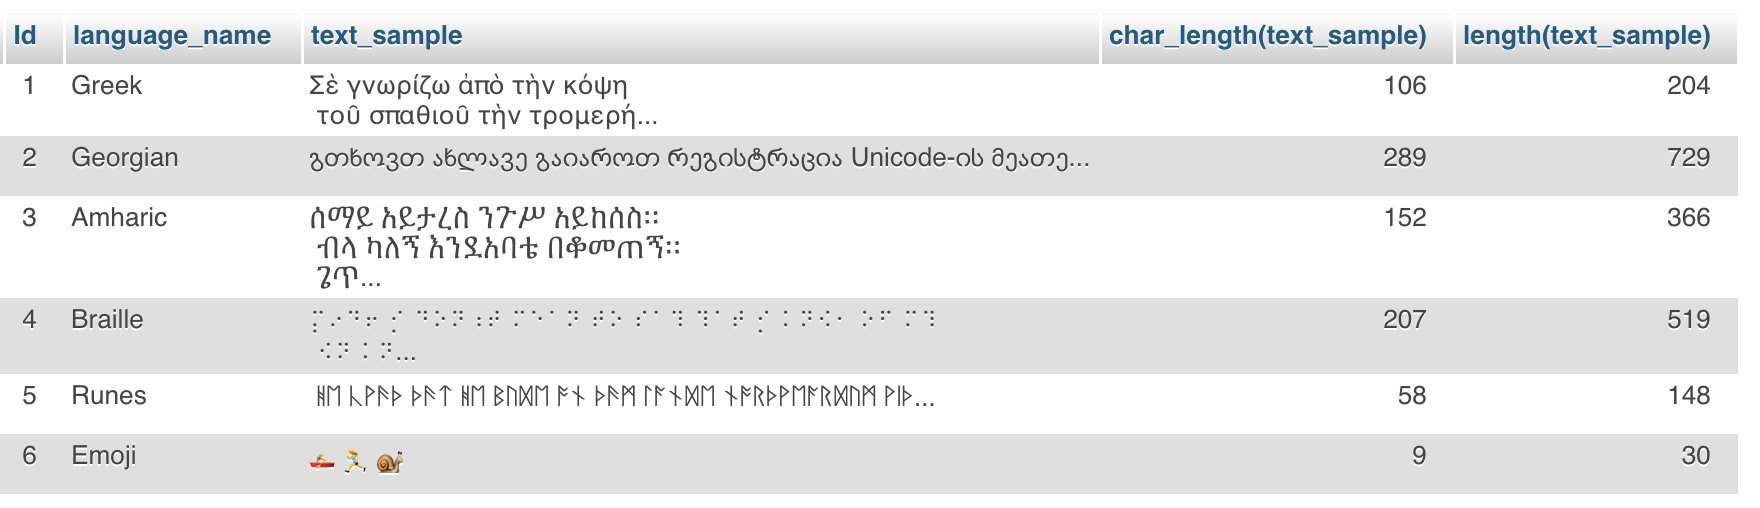 Id language_name text_sample char_length(text_sample) length(text_sample)
1 Greek Σὲ γνωρίζω ἀπὸ τὴν κόψη 106 204
τοῦ σπαθιοῦ τὴν τρομερή...
2 Georgian გთხოვთ ახლავე გაიაროთ რეგისტრაცია Unicode-ის მეათე... 289 729
3 Amharic ሰማይ አይታረስ ንጉሥ አይከሰስ። 152 366
ብላ ካለኝ እንደአባቴ በቆመጠኝ።
ጌጥ...
4 Braille ⡍⠜⠇⠑⠹ ⠺⠁⠎ ⠙⠑⠁⠙⠒ 207 519
5 Runes ᚻᛖ ᚳᚹᚫᚦ ᚦᚫᛏ ᚻᛖ ᛒᚢᛞᛖ ᚩᚾ ᚦᚫᛗ ᛚᚪᚾᛞᛖ ᚾᚩᚱᚦᚹᛖᚪᚱᛞᚢᛗ ᚹᛁᚦ... 58 148
6 Emoji 🚣 🏃‍♀️ 🐌 9 30